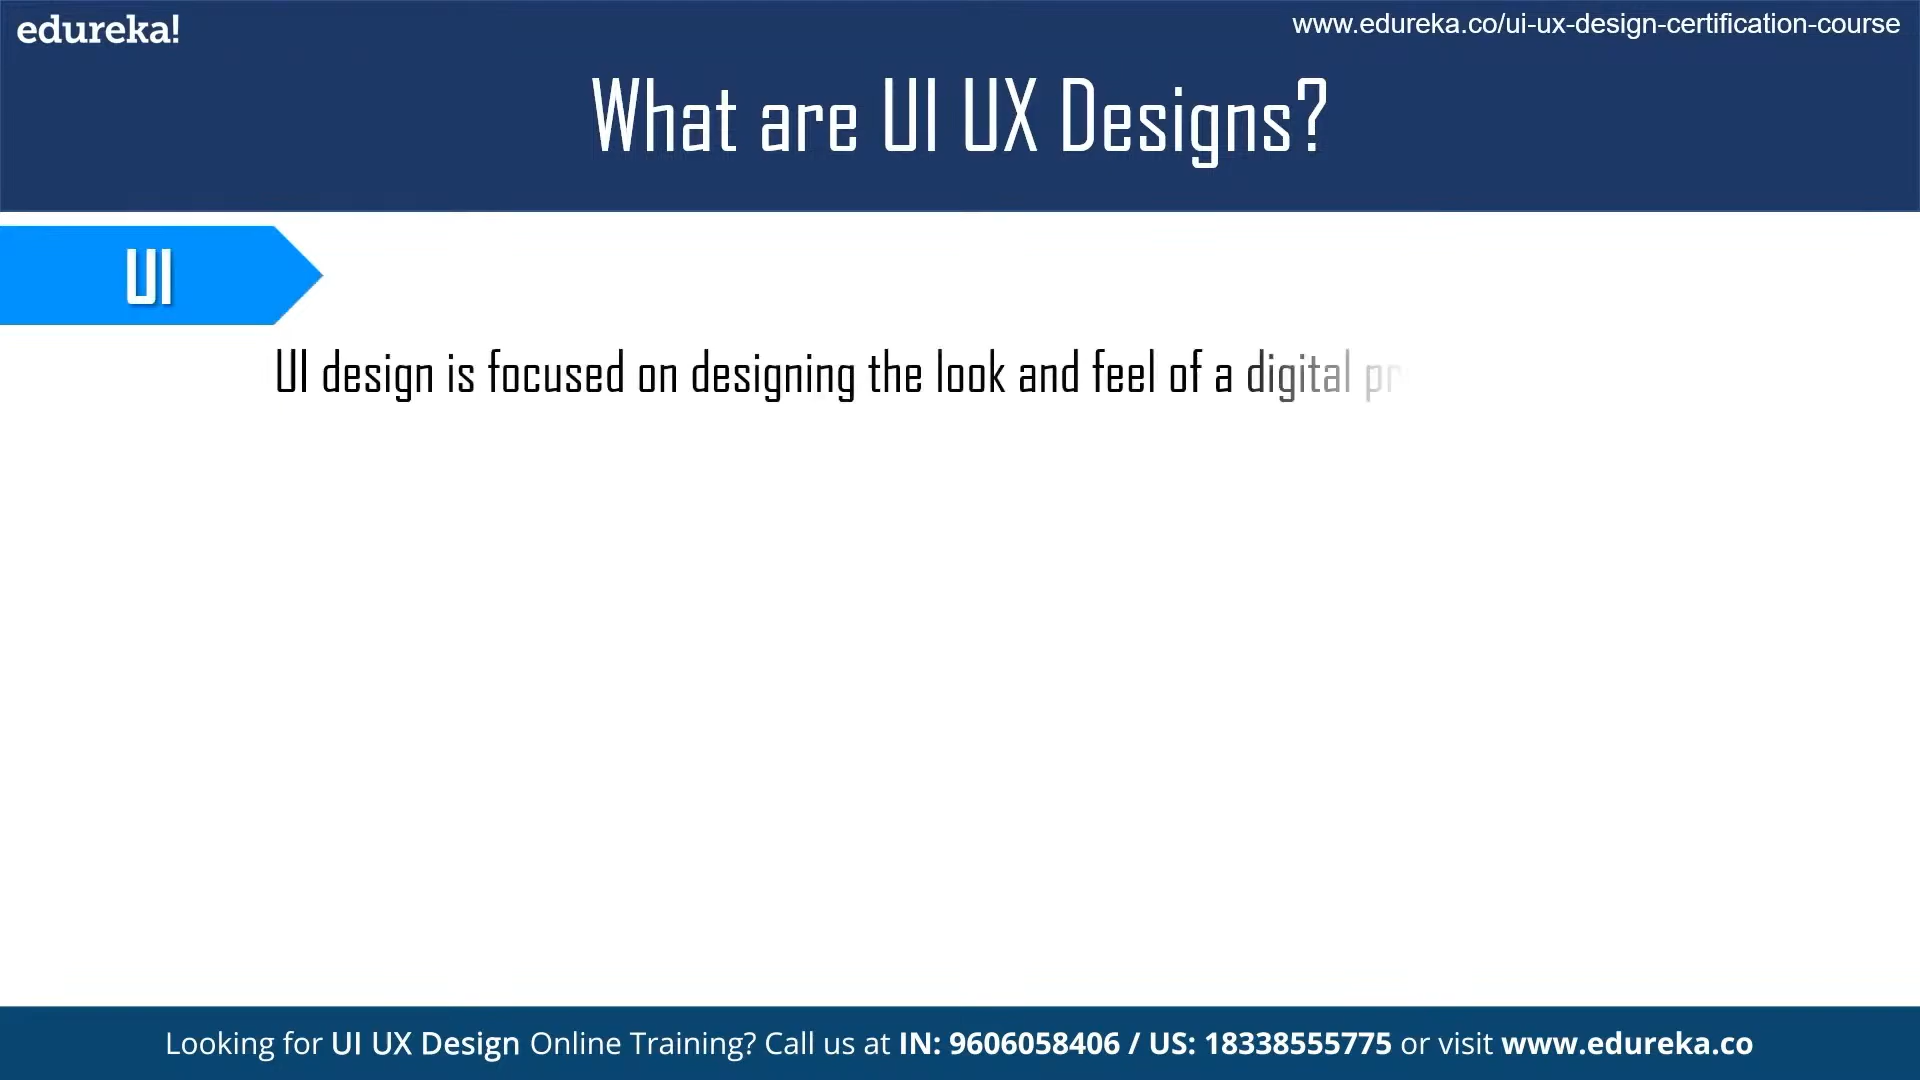 edureka!
www.edureka.co/ui-ux-design-certification-course
What are UI UX Designs?
UI
UI design is focused on designing the look and feel of a digital
Looking for UI UX Design Online Training? Call us at IN: 9606058406 / US: 18338555775 or visit www.edureka.co